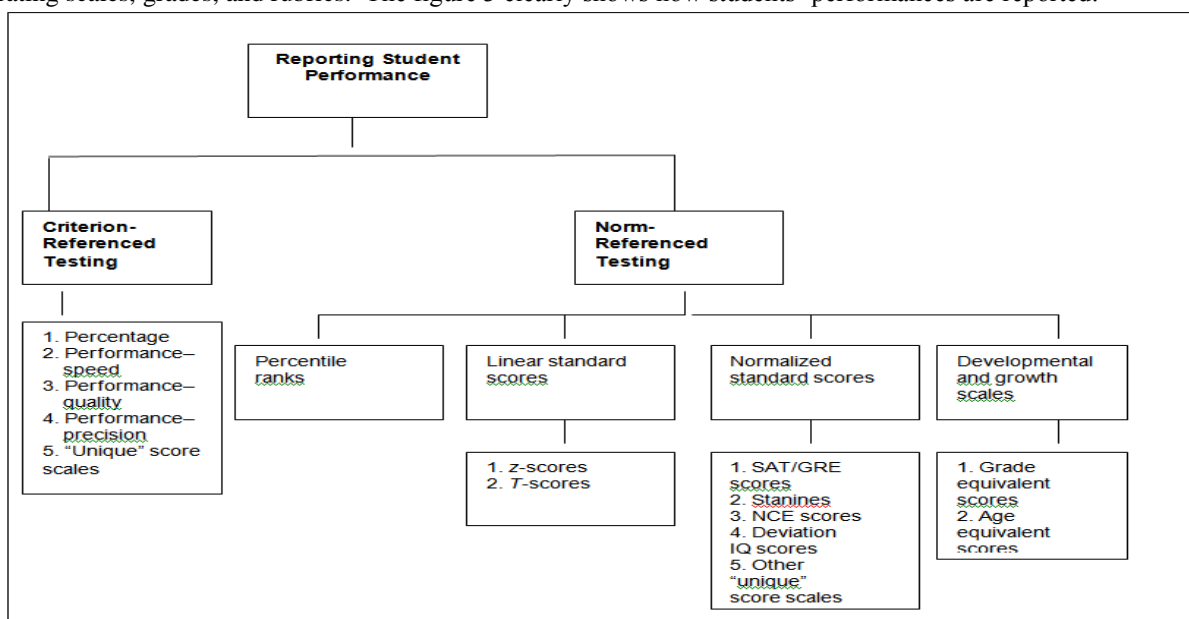 rating scales, grades, and rubrics. The figure 3 clearly shows how students' performances are reported.
Reporting Student
Performance
Criterion-
Referenced
Testing
Norm-
Referenced
Testing
1. Percentage
2. Performance–
speed
3. Performance–
quality
4. Performance–
precision
5. “Unique” score
scales
Percentile
ranks
Linear standard
scores
Normalized
standard scores
Developmental
and growth
scales
1. z-scores
2. T-scores
1. SAT/GRE
scores
2. Stanines
3. NCE scores
4. Deviation
IQ scores
5. Other
“unique”
score scales
1. Grade
equivalent
scores
2. Age
equivalent
scores